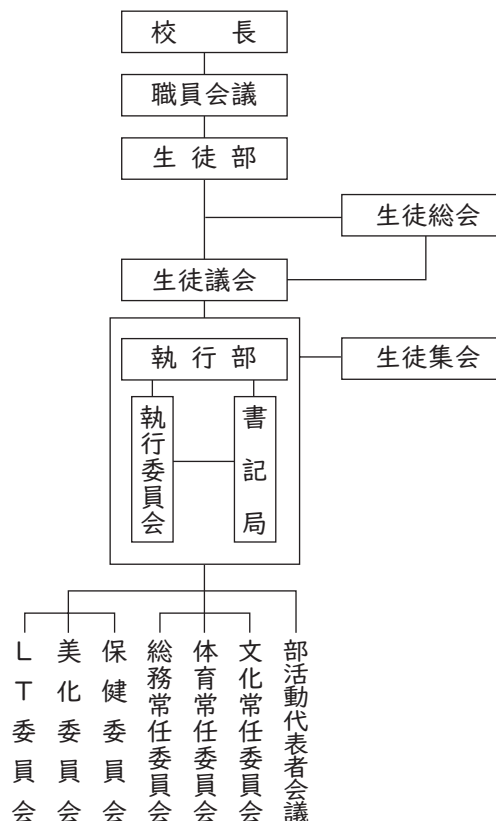 校長
職員会議
生徒部
生徒総会
生徒議会
執行部
生徒集会
執行委員会
書記局
LT委員会
美化委員会
保健委員会
総務常任委員会
体育常任委員会
文化常任委員会
部活動代表者会議